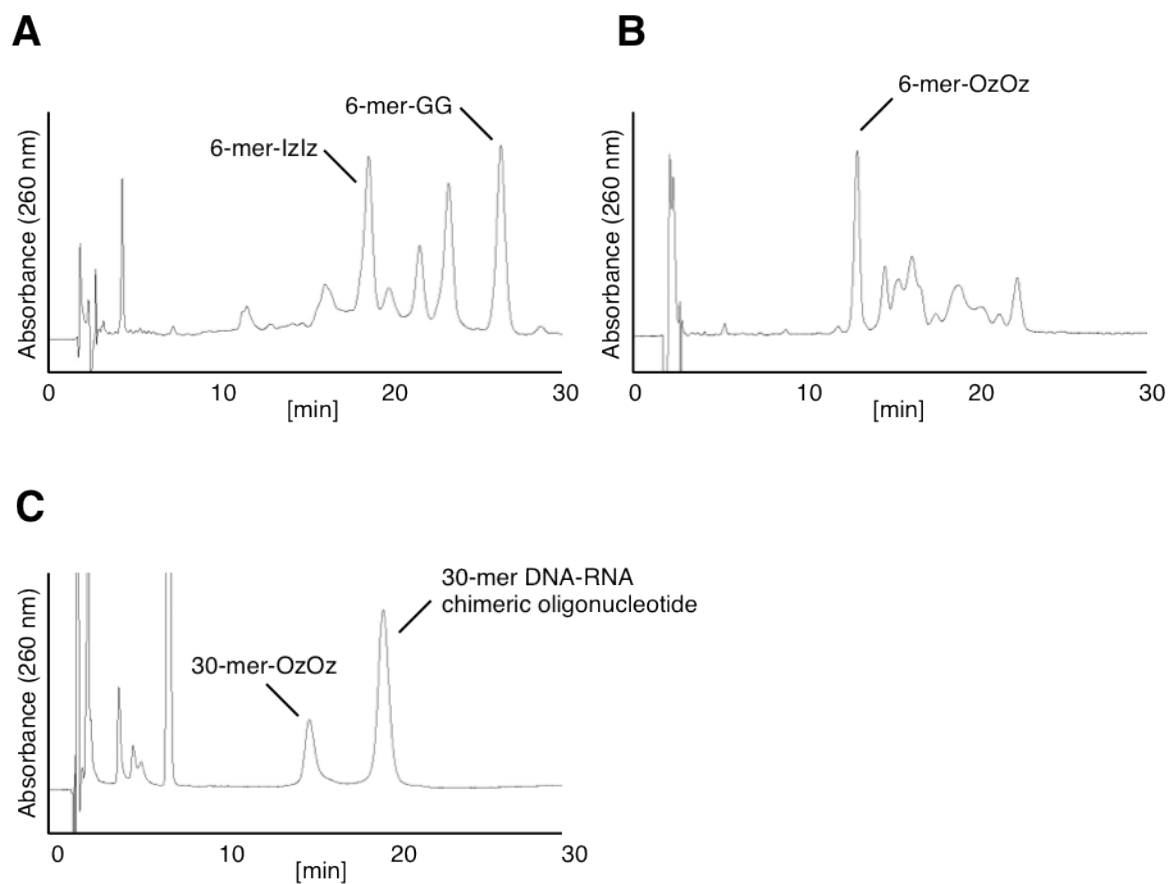 A
B
6-mer-GG
6-mer-IzIz
Absorbance (260 nm)
0
10
20
30
[min]
6-mer-OzOz
Absorbance (260 nm)
0
10
20
30
[min]
C
30-mer DNA-RNA
chimeric oligonucleotide
30-mer-OzOz
Absorbance (260 nm)
0
10
20
30
[min]